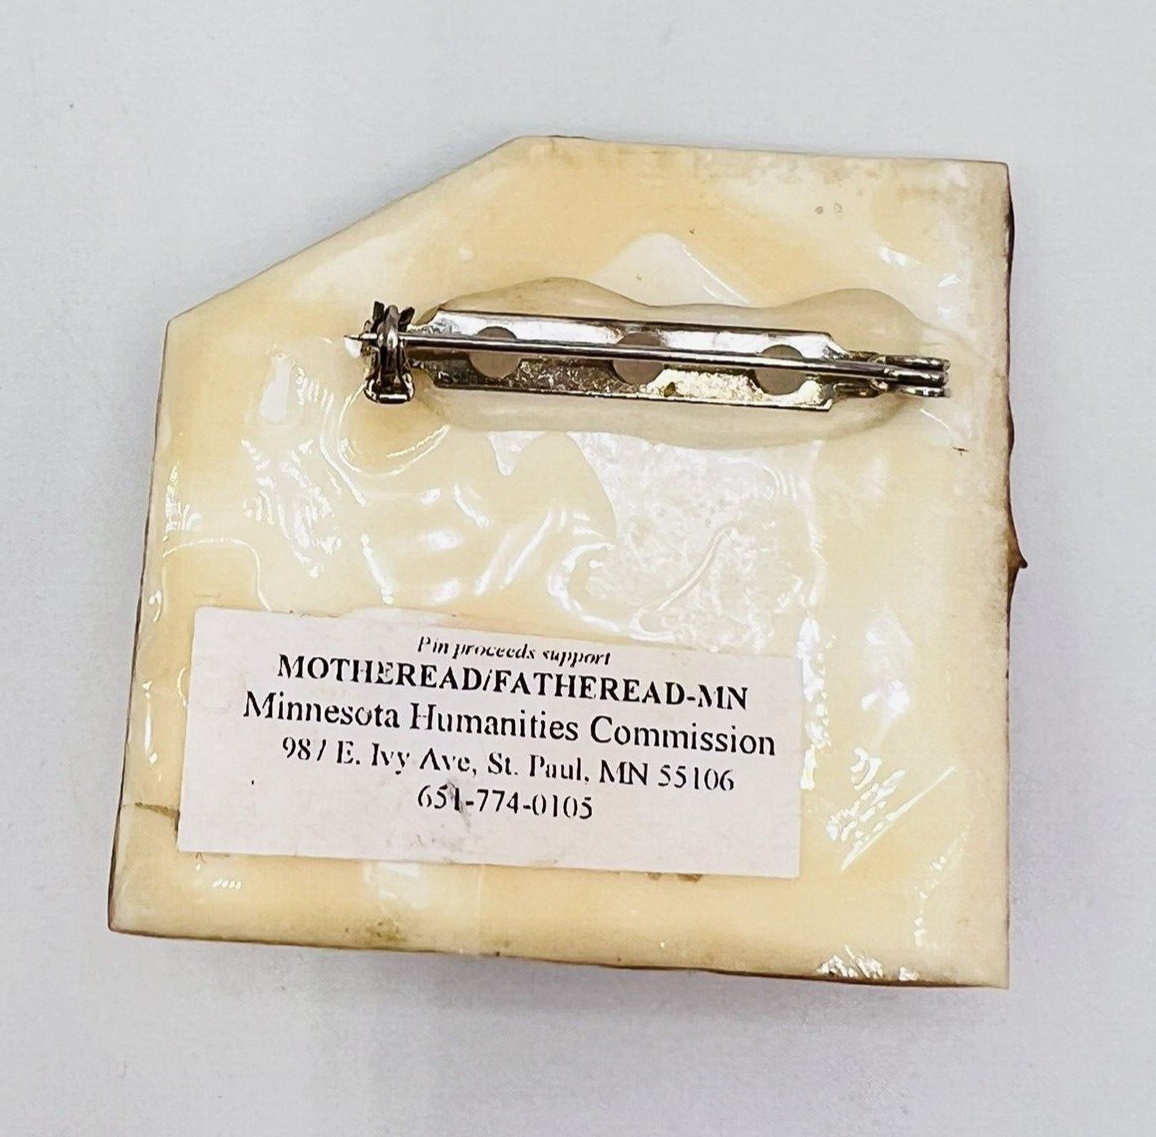 Pin proceeds support
MOTHEREAD/FATHEREAD-MN
Minnesota Humanities Commission
987 E. Ivy Ave, St. Paul, MN 55106
651-774-0105